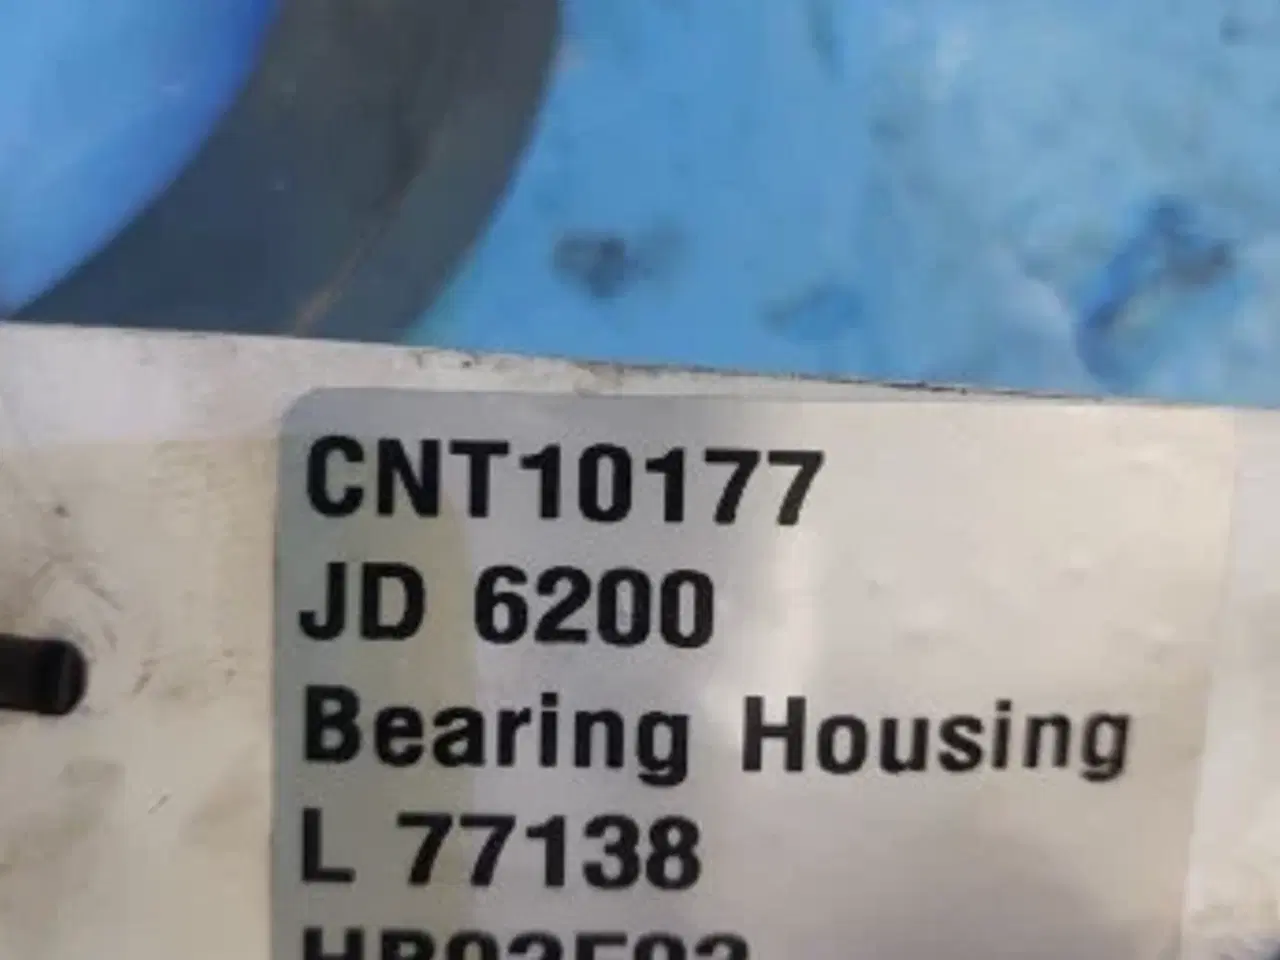 CNT10177
JD 6200
Bearing Housing
L 77138